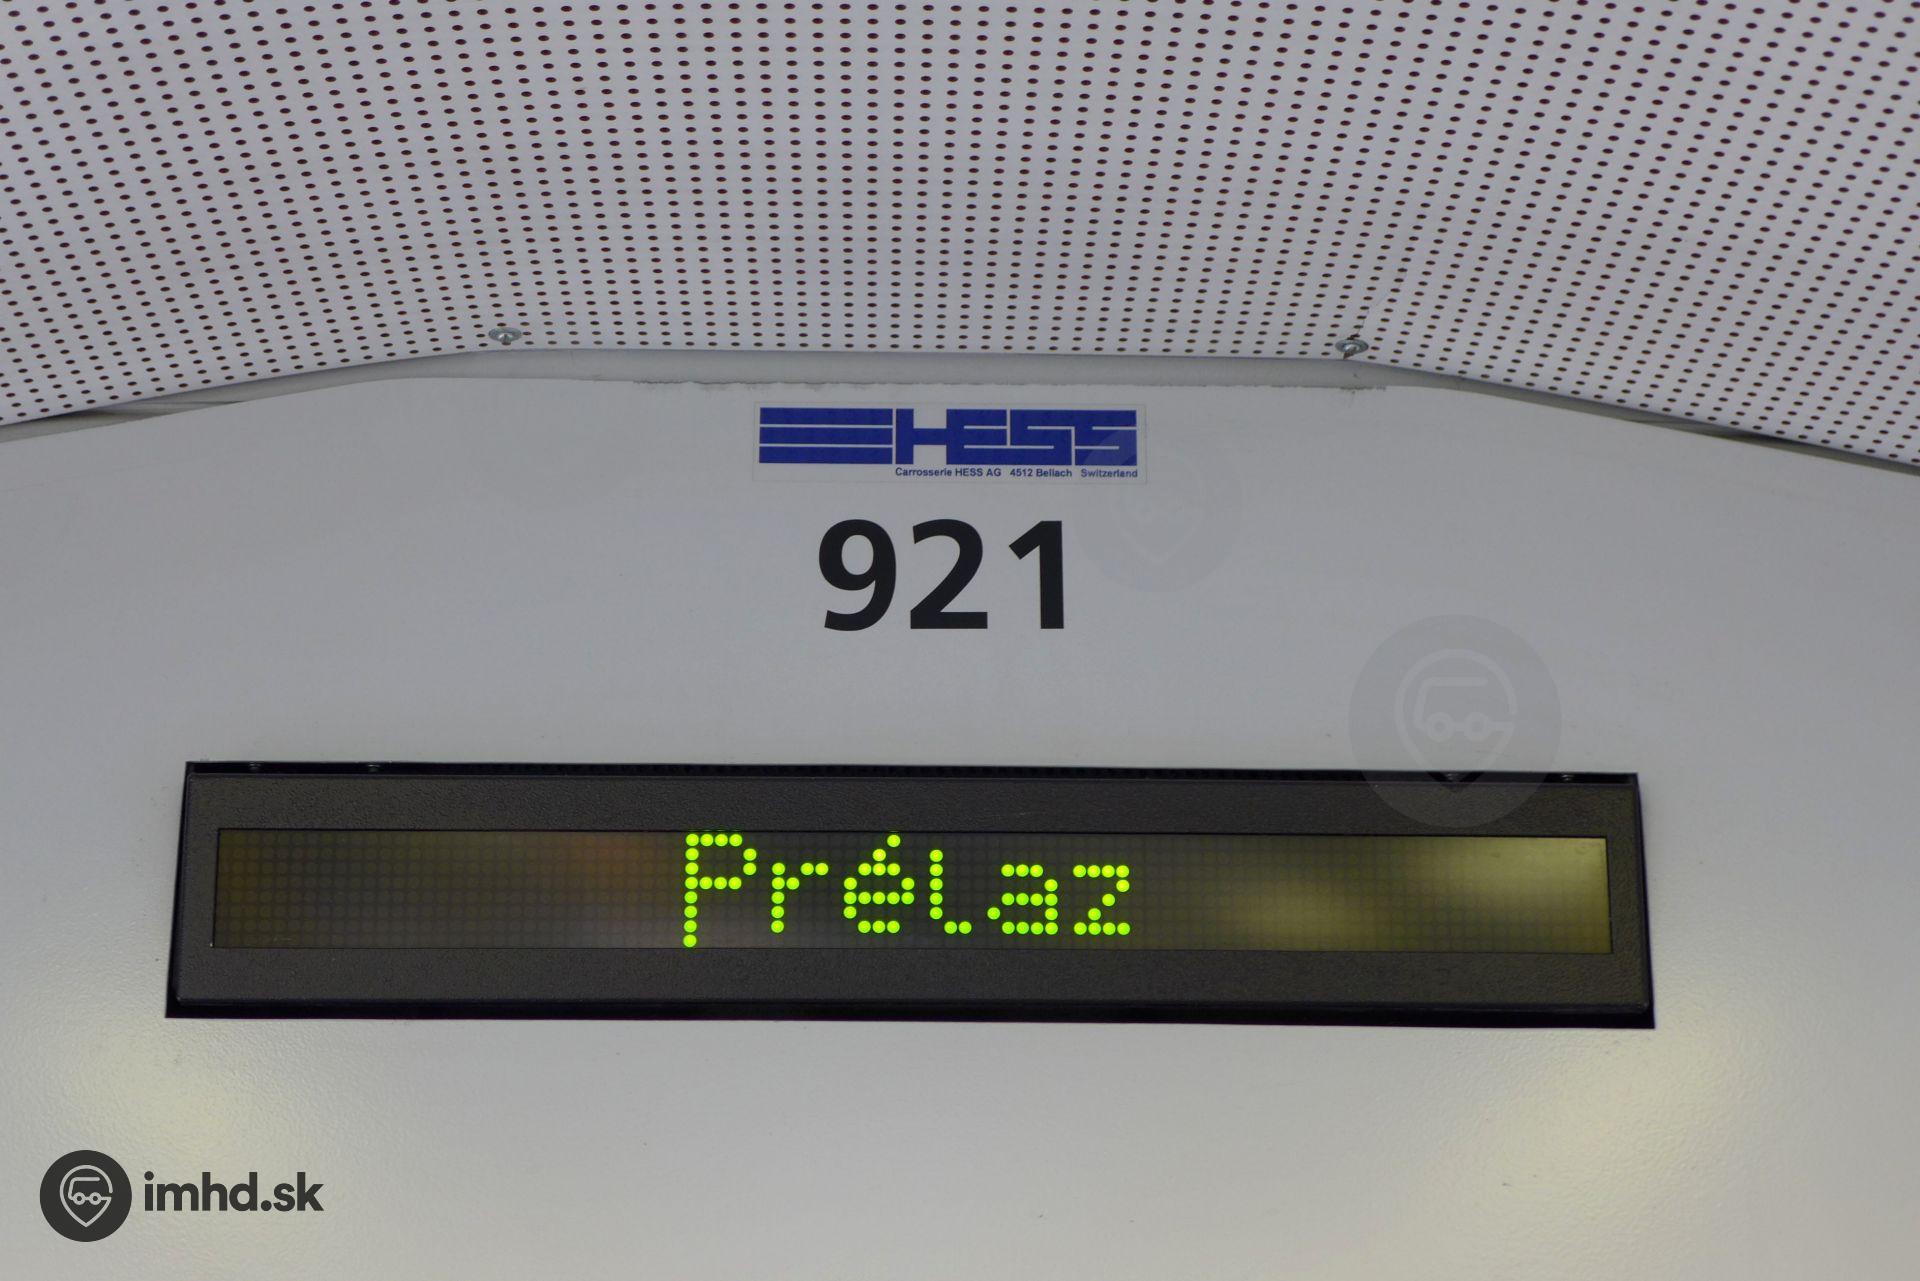 HESS
Carrosserie HESS AG 4512 Bellach Switzerland
921
Prélaz
imhd.sk